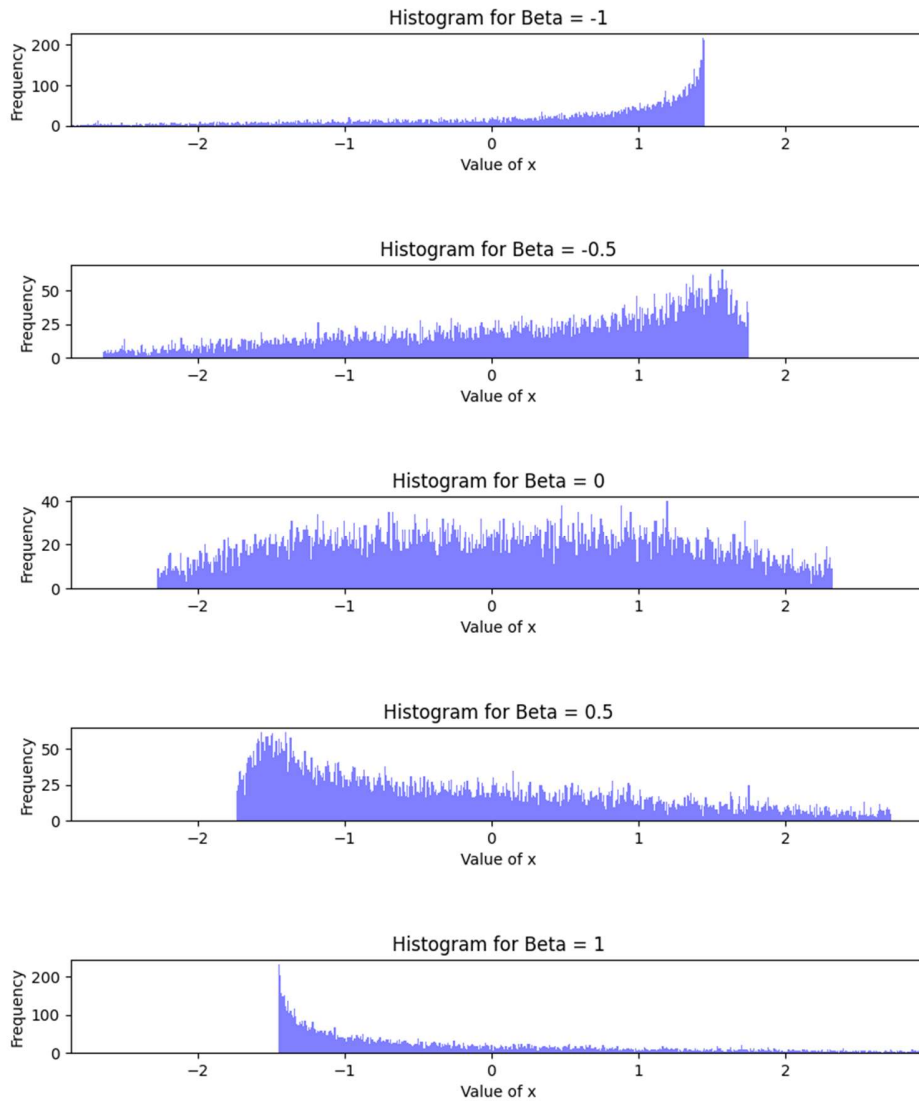 Histogram for Beta = -1
200
100
0
Frequency
−2 −1 0 1 2
Value of x
Histogram for Beta = -0.5
50
25
0
Frequency
−2 −1 0 1 2
Value of x
Histogram for Beta = 0
40
20
0
Frequency
−2 −1 0 1 2
Value of x
Histogram for Beta = 0.5
50
25
0
Frequency
−2 −1 0 1 2
Value of x
Histogram for Beta = 1
200
100
0
Frequency
−2 −1 0 1 2
Value of x